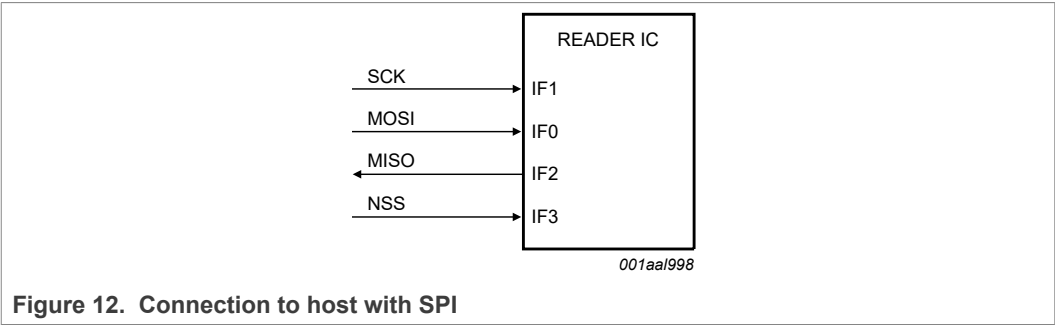 READER IC
SCK
IF1
MOSI
IF0
MISO
IF2
NSS
IF3
001aal998
Figure 12. Connection to host with SPI